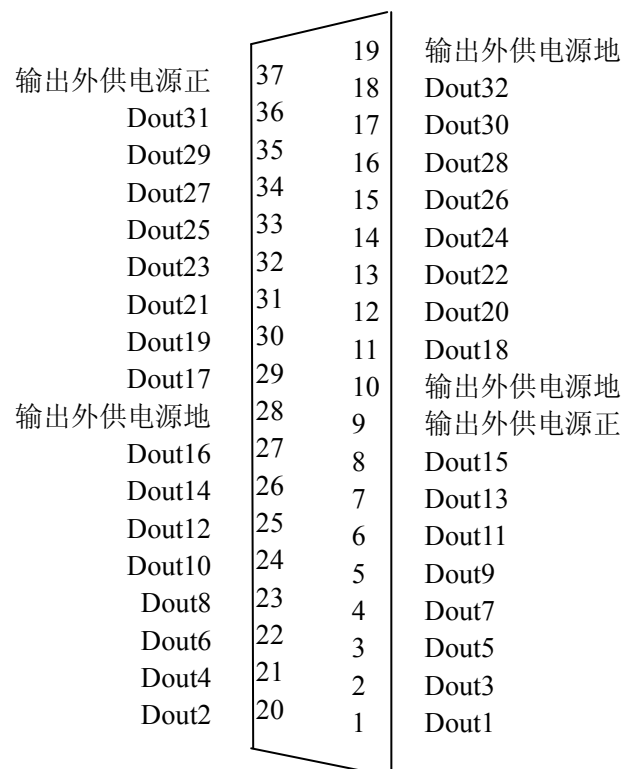 19 输出外供电源地
输出外供电源正 37
18 Dout32
Dout31 36
17 Dout30
Dout29 35
16 Dout28
Dout27 34
15 Dout26
Dout25 33
14 Dout24
Dout23 32
13 Dout22
Dout21 31
12 Dout20
Dout19 30
11 Dout18
Dout17 29
10 输出外供电源地
输出外供电源地 28
9 输出外供电源正
Dout16 27
8 Dout15
Dout14 26
7 Dout13
Dout12 25
6 Dout11
Dout10 24
5 Dout9
Dout8 23
4 Dout7
Dout6 22
3 Dout5
Dout4 21
2 Dout3
Dout2 20
1 Dout1